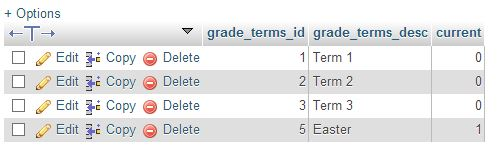 + Options
←T→ grade_terms_id grade_terms_desc current
Edit Copy Delete 1 Term 1 0
Edit Copy Delete 2 Term 2 0
Edit Copy Delete 3 Term 3 0
Edit Copy Delete 5 Easter 1